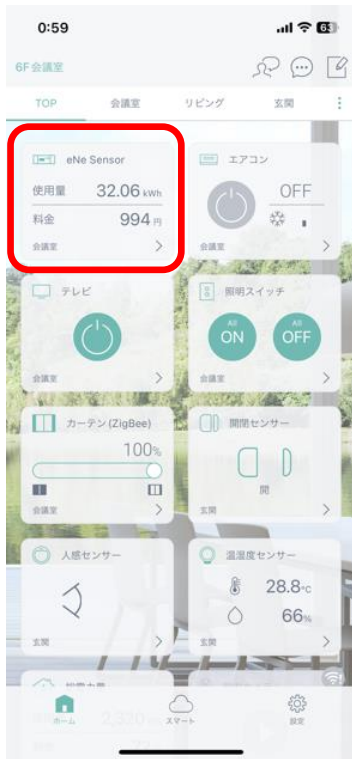 0:59
63
6F会議室
TOP 会議室 リビング 玄関
eNe Sensor
使用量 32.06 kWh
料金 994 円
会議室
エアコン
OFF
会議室
テレビ
会議室
照明スイッチ
All ON
All OFF
会議室
カーテン (ZigBee)
100%
会議室
開閉センサー
開
玄関
人感センサー
玄関
温湿度センサー
28.8°C
66%
玄関
2,320
ホーム スマート 設定